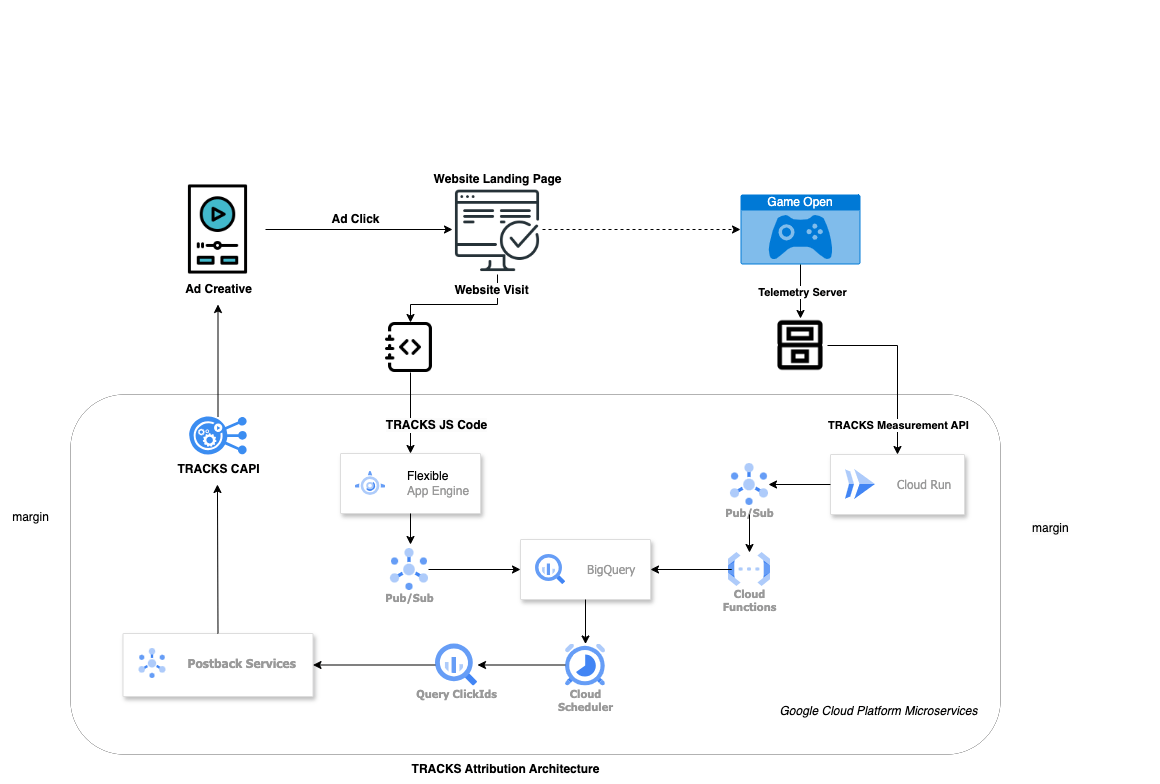 Website Landing Page
Game Open
Ad Click
Ad Creative
Website Visit
Telemetry Server
TRACKS JS Code
TRACKS Measurement API
TRACKS CAPI
Flexible
App Engine
Cloud Run
Pub/Sub
margin
margin
BigQuery
Pub/Sub
Cloud
Functions
Postback Services
Query ClickIds
Cloud
Scheduler
Google Cloud Platform Microservices
TRACKS Attribution Architecture